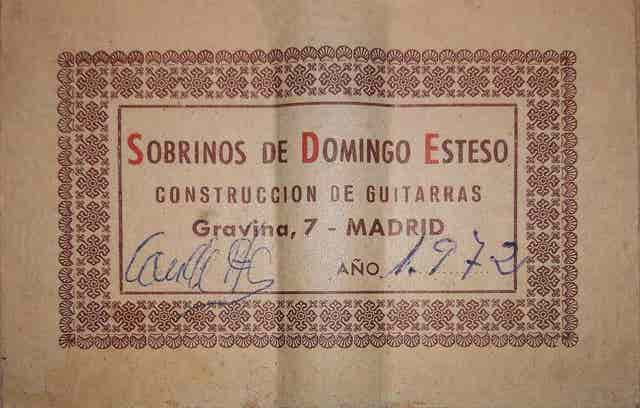 SOBRINOS DE DOMINGO ESTESO
CONSTRUCCION DE GUITARRAS
Gravina, 7 - MADRID
AÑO 1.972